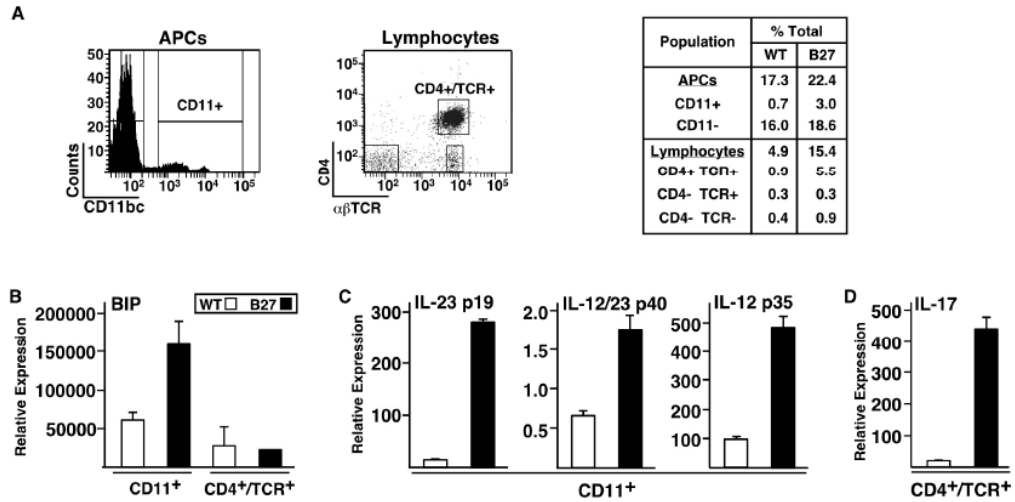 A
APCs
50
40
30
20
10
Counts
CD11+
10² 10³ 10⁴ 10⁵
CD11bc
Lymphocytes
10⁵
10⁴
10³
10²
CD4
CD4+/TCR+
10² 10³ 10⁴ 10⁵
αβTCR
Population % Total
WT B27
APCs 17.3 22.4
CD11+ 0.7 3.0
CD11- 16.0 18.6
Lymphocytes 4.9 15.4
CD4+ TCR+ 0.9 5.5
CD4- TCR+ 0.3 0.3
CD4- TCR- 0.4 0.9
B
BIP
WT B27
Relative Expression
200000
150000
100000
50000
CD11+ CD4+/TCR+
C
IL-23 p19
Relative Expression
300
200
100
IL-12/23 p40
2.0
1.5
1.0
0.5
IL-12 p35
500
400
300
200
100
CD11+
D
IL-17
Relative Expression
500
400
300
200
100
CD4+/TCR+